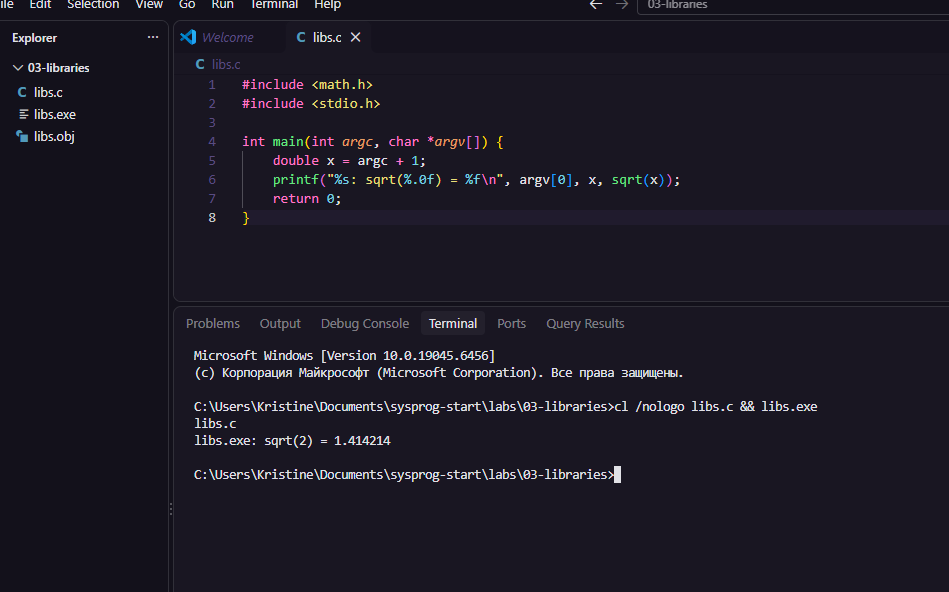 ile Edit Selection View Go Run Terminal Help ← → 03-libraries
Explorer ...
Welcome
C libs.c ×
03-libraries
C libs.c
libs.exe
libs.obj
C libs.c
1 #include <math.h>
2 #include <stdio.h>
3
4 int main(int argc, char *argv[]) {
5 double x = argc + 1;
6 printf("%s: sqrt(%.0f) = %f\n", argv[0], x, sqrt(x));
7 return 0;
8 }
Problems Output Debug Console Terminal Ports Query Results
Microsoft Windows [Version 10.0.19045.6456]
(c) Корпорация Майкрософт (Microsoft Corporation). Все права защищены.
C:\Users\Kristine\Documents\sysprog-start\labs\03-libraries>cl /nologo libs.c && libs.exe
libs.c
libs.exe: sqrt(2) = 1.414214
C:\Users\Kristine\Documents\sysprog-start\labs\03-libraries>